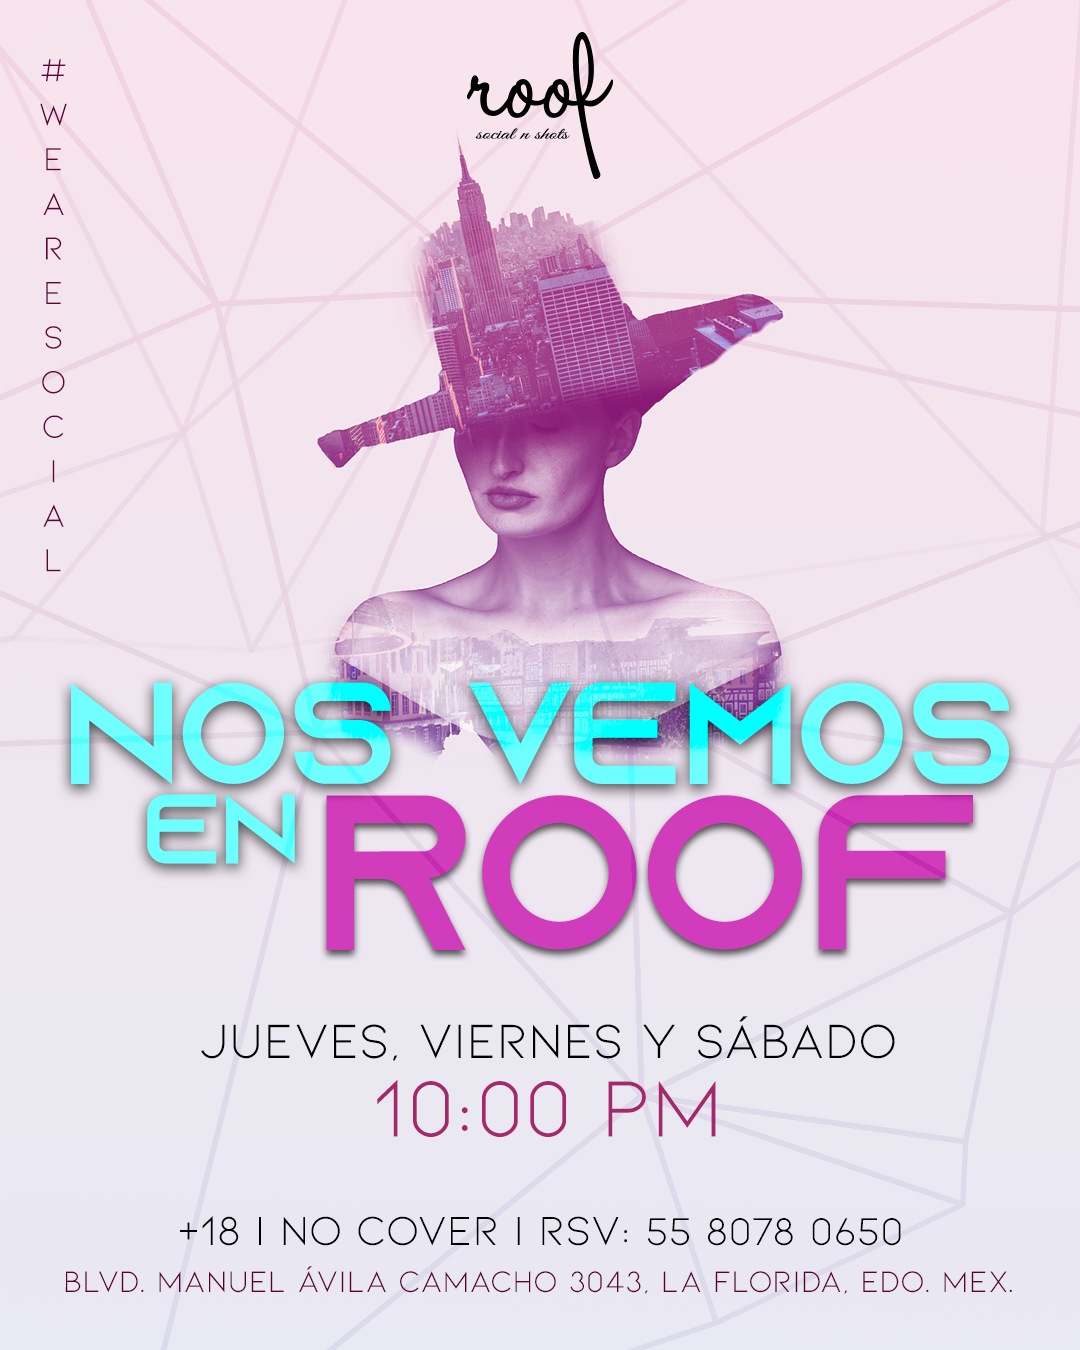 roof
social n shots
#WEARESOCIAL
NOS VEMOS
EN ROOF
JUEVES, VIERNES Y SÁBADO
10:00 PM
+18 | NO COVER | RSV: 55 8078 0650
BLVD. MANUEL ÁVILA CAMACHO 3043, LA FLORIDA, EDO. MEX.